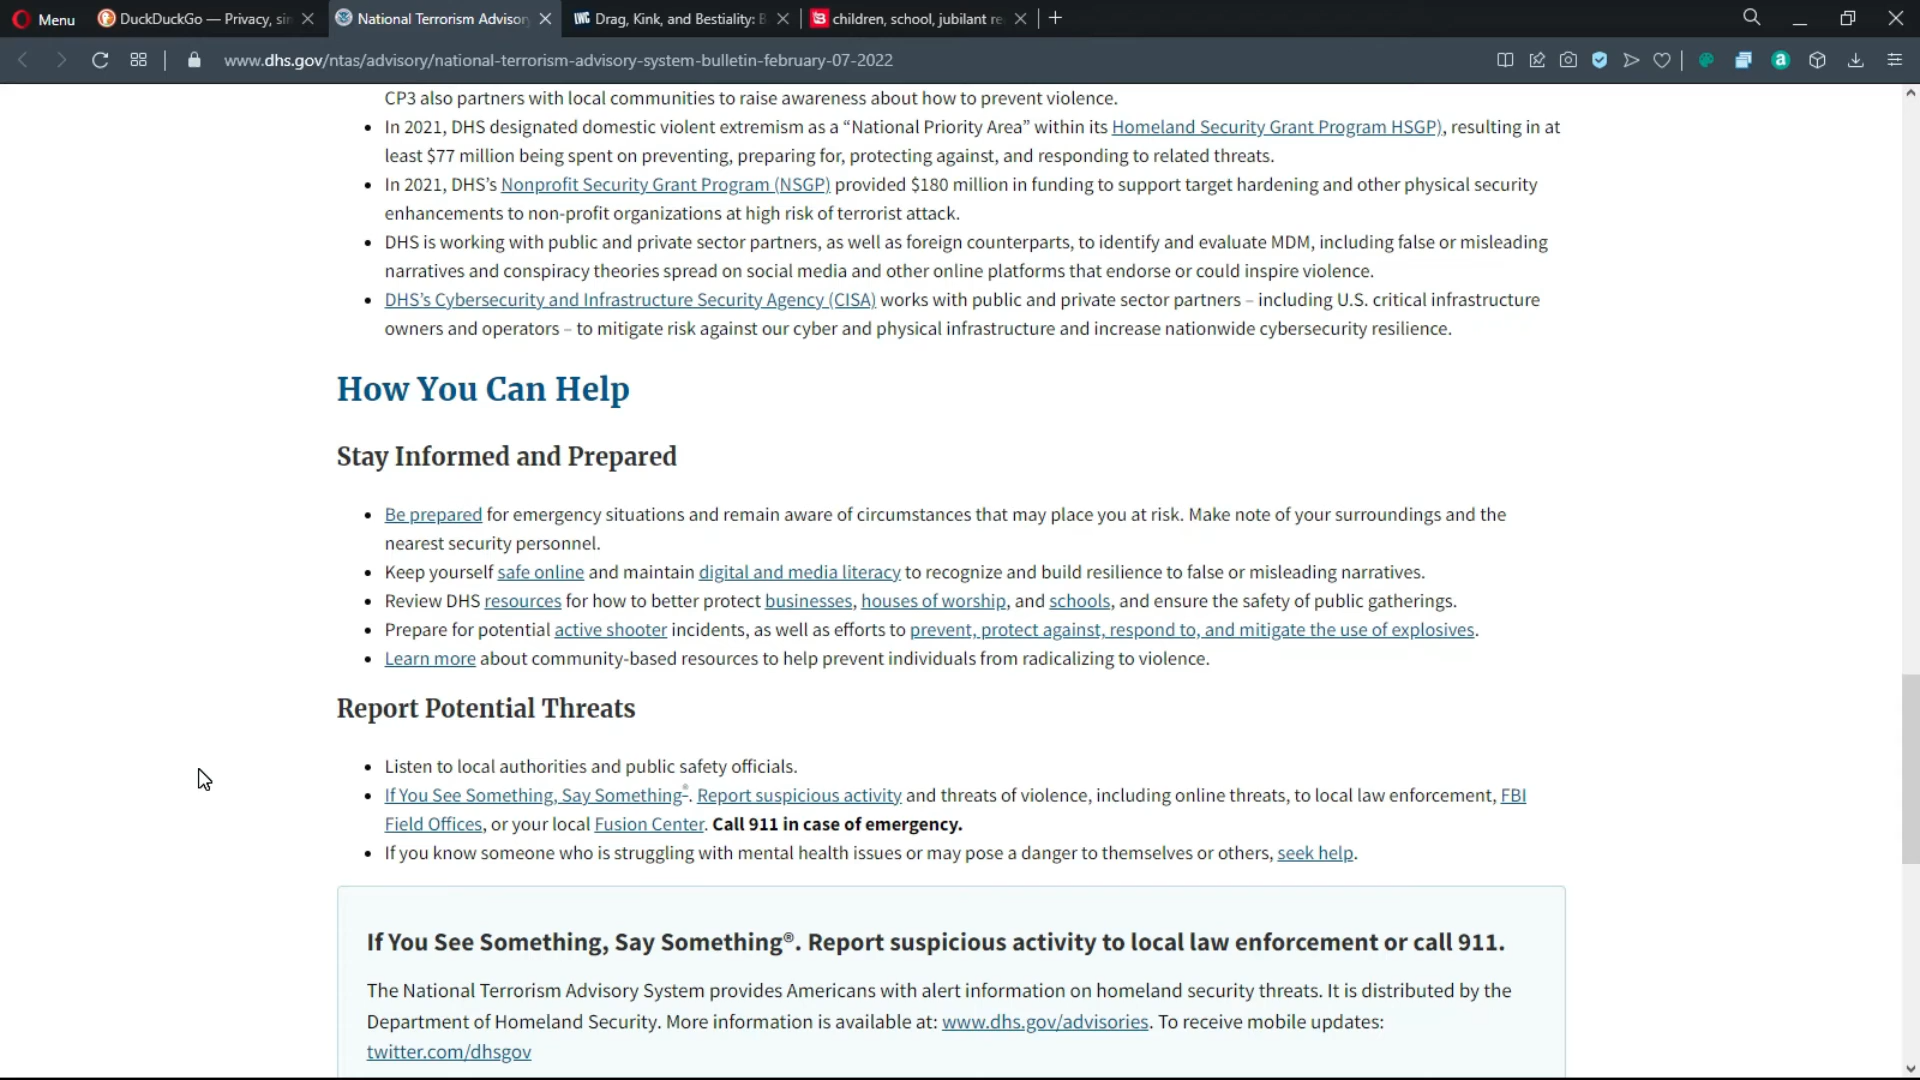 Menu
DuckDuckGo — Privacy, sin
National Terrorism Advisor
Drag, Kink, and Bestiality: B
children, school, jubilant re
www.dhs.gov/ntas/advisory/national-terrorism-advisory-system-bulletin-february-07-2022
CP3 also partners with local communities to raise awareness about how to prevent violence.
• In 2021, DHS designated domestic violent extremism as a “National Priority Area” within its Homeland Security Grant Program HSGP), resulting in at
least $77 million being spent on preventing, preparing for, protecting against, and responding to related threats.
• In 2021, DHS’s Nonprofit Security Grant Program (NSGP) provided $180 million in funding to support target hardening and other physical security
enhancements to non-profit organizations at high risk of terrorist attack.
• DHS is working with public and private sector partners, as well as foreign counterparts, to identify and evaluate MDM, including false or misleading
narratives and conspiracy theories spread on social media and other online platforms that endorse or could inspire violence.
• DHS’s Cybersecurity and Infrastructure Security Agency (CISA) works with public and private sector partners – including U.S. critical infrastructure
owners and operators – to mitigate risk against our cyber and physical infrastructure and increase nationwide cybersecurity resilience.
How You Can Help
Stay Informed and Prepared
• Be prepared for emergency situations and remain aware of circumstances that may place you at risk. Make note of your surroundings and the
nearest security personnel.
• Keep yourself safe online and maintain digital and media literacy to recognize and build resilience to false or misleading narratives.
• Review DHS resources for how to better protect businesses, houses of worship, and schools, and ensure the safety of public gatherings.
• Prepare for potential active shooter incidents, as well as efforts to prevent, protect against, respond to, and mitigate the use of explosives.
• Learn more about community-based resources to help prevent individuals from radicalizing to violence.
Report Potential Threats
• Listen to local authorities and public safety officials.
• If You See Something, Say Something®. Report suspicious activity and threats of violence, including online threats, to local law enforcement, FBI
Field Offices, or your local Fusion Center. Call 911 in case of emergency.
• If you know someone who is struggling with mental health issues or may pose a danger to themselves or others, seek help.
If You See Something, Say Something®. Report suspicious activity to local law enforcement or call 911.
The National Terrorism Advisory System provides Americans with alert information on homeland security threats. It is distributed by the
Department of Homeland Security. More information is available at: www.dhs.gov/advisories. To receive mobile updates:
twitter.com/dhsgov